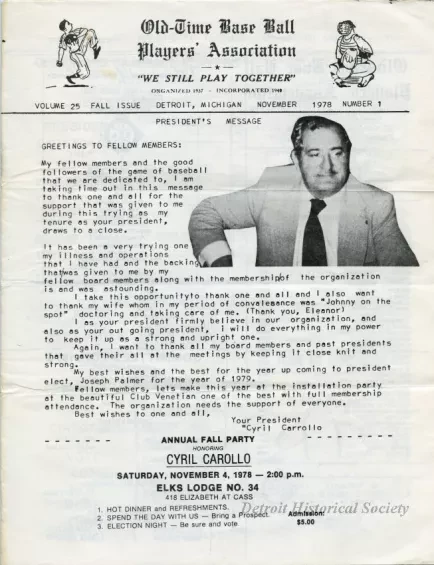 Old-Time Base Ball
Players' Association
"WE STILL PLAY TOGETHER"
ORGANIZED 1937 - INCORPORATED 1940
VOLUME 25 FALL ISSUE DETROIT, MICHIGAN NOVEMBER 1978 NUMBER 1
PRESIDENT'S MESSAGE
GREETINGS TO FELLOW MEMBERS:
My fellow members and the good
followers of the game of baseball
that we are dedicated to, I am
taking time out in this message
to thank one and all for the
support that was given to me
during this trying as my
tenure as your president,
draws to a close.
It has been a very trying one
my illness and operations
that I have had and the backing
that was given to me by my
fellow board members along with the membership of the organization
is and was astounding.
I take this opportunity to thank one and all and I also want
to thank my wife whom in my period of convalescance was "Johnny on the
spot" doctoring and taking care of me. (Thank you, Eleanor)
I as your president firmly believe in our organization, and
also as your out going president, I will do everything in my power
to keep it up as a strong and upright one.
Again, I want to thank all my board members and past presidents
that gave their all at the meetings by keeping it close knit and
strong.
My best wishes and the best for the year up coming to president
elect, Joseph Palmer for the year of 1979.
Fellow members, lets make this year at the installation party
at the beautiful Club Venetian one of the best with full membership
attendance. The organization needs the support of everyone.
Best wishes to one and all,
Your President
"Cyril Carrollo
ANNUAL FALL PARTY
HONORING
CYRIL CAROLLO
SATURDAY, NOVEMBER 4, 1978 — 2:00 p.m.
ELKS LODGE NO. 34
418 ELIZABETH AT CASS
1. HOT DINNER and REFRESHMENTS.
2. SPEND THE DAY WITH US — Bring a Prospect.
3. ELECTION NIGHT — Be sure and vote
Admission:
$5.00
Detroit Historical Society